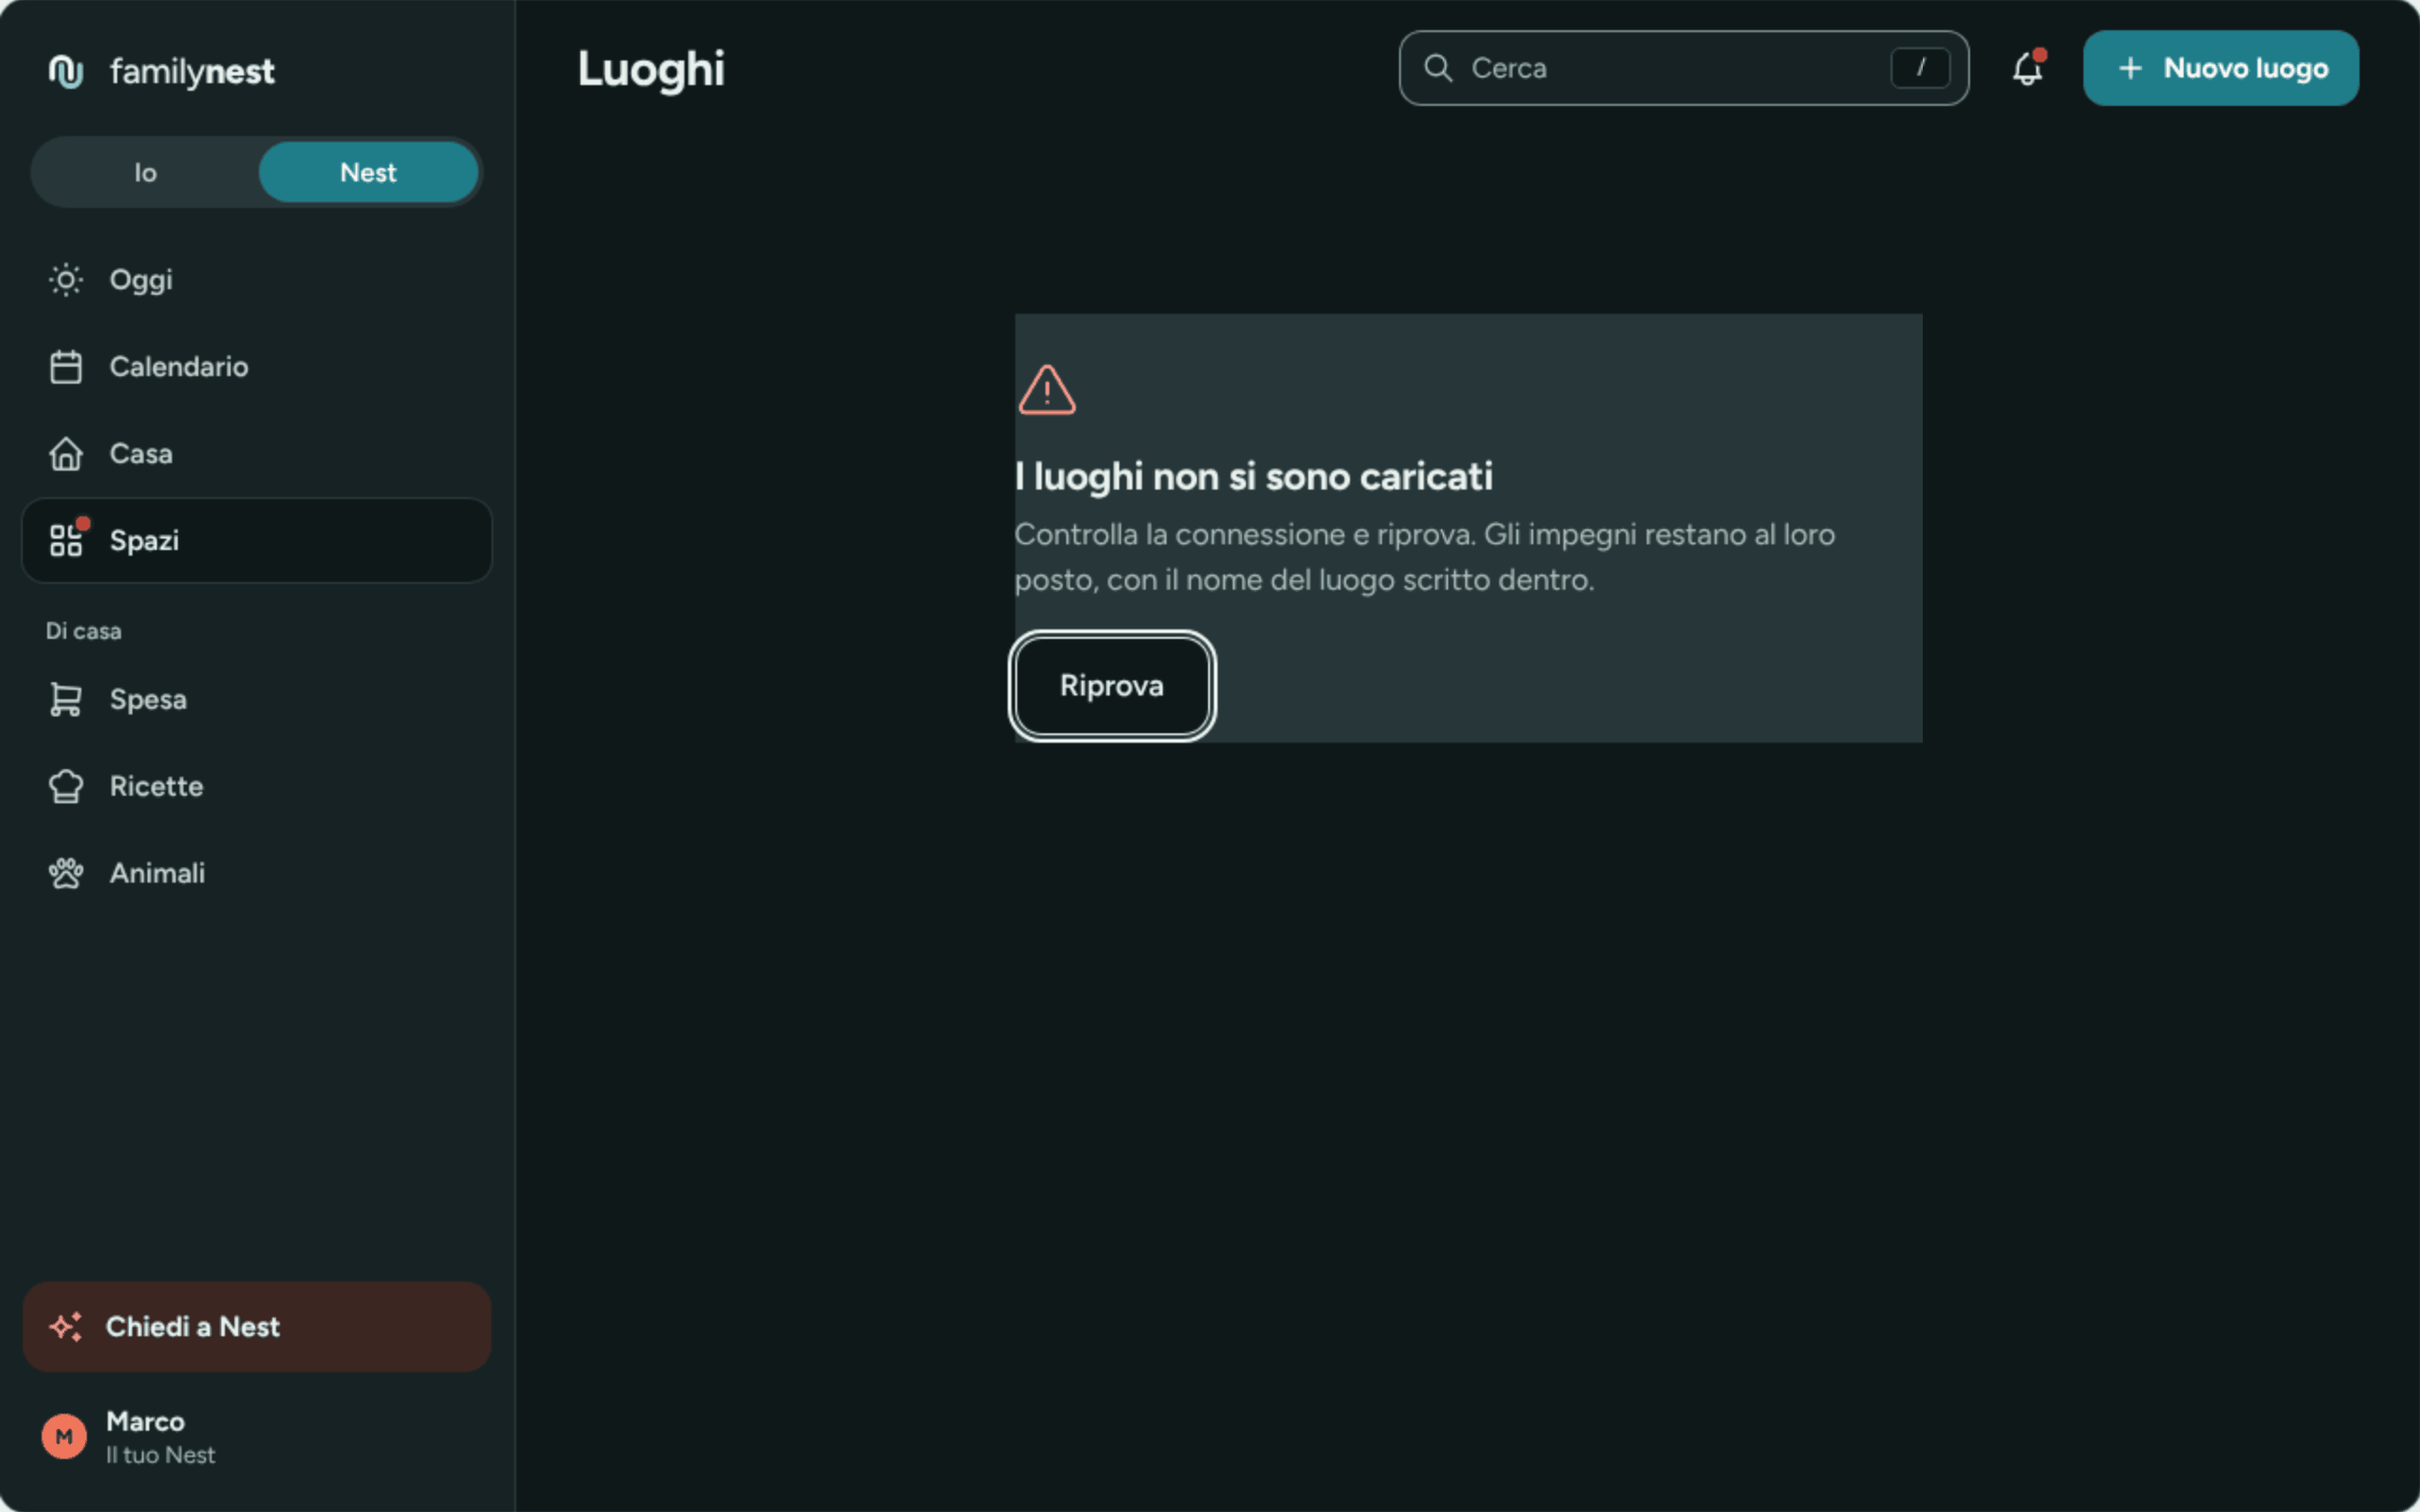 familynest
Io
Nest
Oggi
Calendario
Casa
Spazi
Di casa
Spesa
Ricette
Animali
Chiedi a Nest
M
Marco
Il tuo Nest
Luoghi
Cerca
/
Nuovo luogo
I luoghi non si sono caricati
Controlla la connessione e riprova. Gli impegni restano al loro
posto, con il nome del luogo scritto dentro.
Riprova